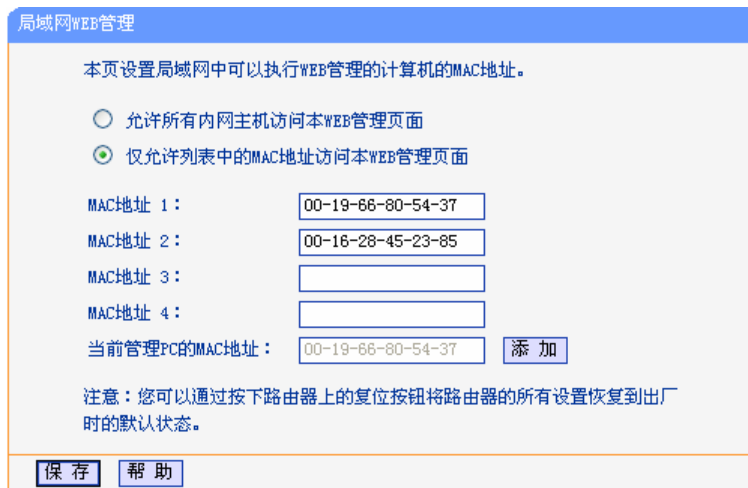 局域网WEB管理
本页设置局域网中可以执行WEB管理的计算机的MAC地址。
允许所有内网主机访问本WEB管理页面
仅允许列表中的MAC地址访问本WEB管理页面
MAC地址 1： 00-19-66-80-54-37
MAC地址 2： 00-16-28-45-23-85
MAC地址 3：
MAC地址 4：
当前管理PC的MAC地址： 00-19-66-80-54-37 添 加
注意：您可以通过按下路由器上的复位按钮将路由器的所有设置恢复到出厂
时的默认状态。
保 存 帮 助